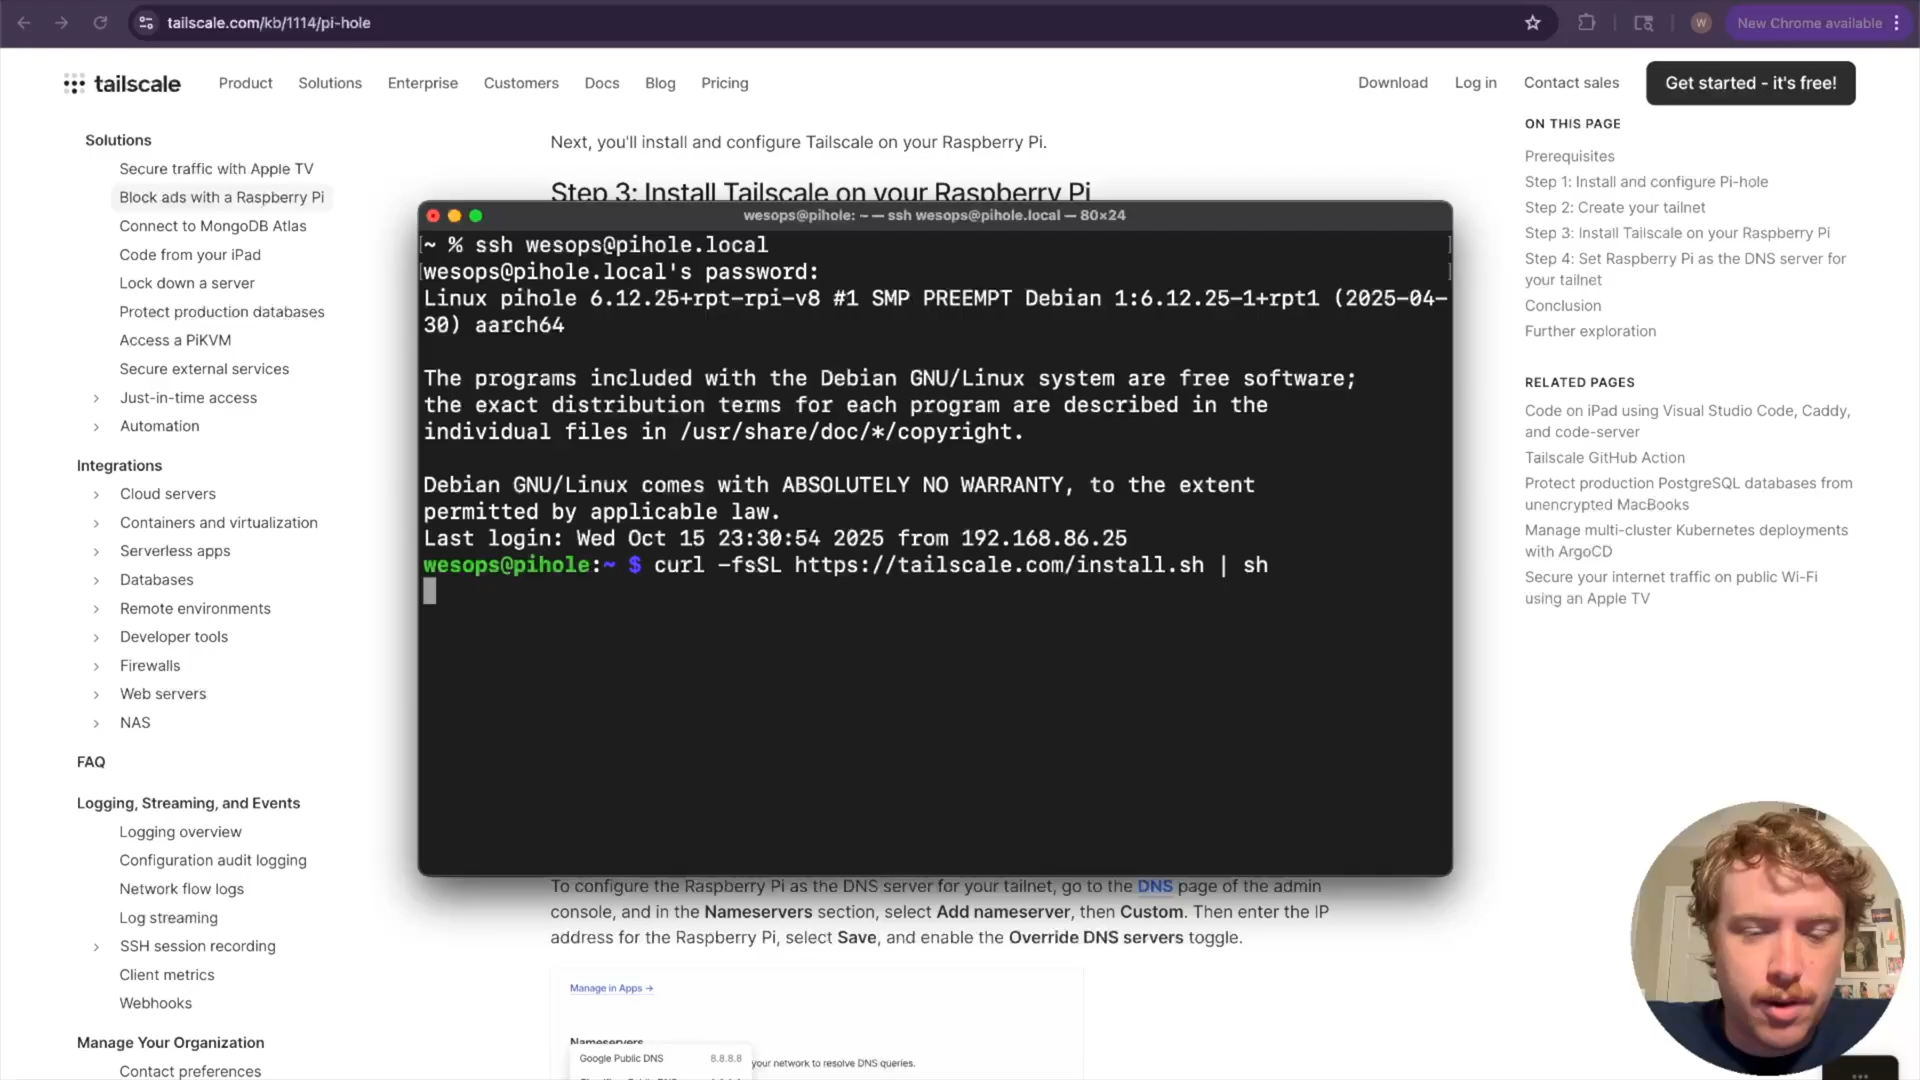 tailscale.com/kb/1114/pi-hole
W
New Chrome available
tailscale
Product
Solutions
Enterprise
Customers
Docs
Blog
Pricing
Download
Log in
Contact sales
Get started - it's free!
Solutions
Secure traffic with Apple TV
Block ads with a Raspberry Pi
Connect to MongoDB Atlas
Code from your iPad
Lock down a server
Protect production databases
Access a PiKVM
Secure external services
Just-in-time access
Automation
Integrations
Cloud servers
Containers and virtualization
Serverless apps
Databases
Remote environments
Developer tools
Firewalls
Web servers
NAS
FAQ
Logging, Streaming, and Events
Logging overview
Configuration audit logging
Network flow logs
Log streaming
SSH session recording
Client metrics
Webhooks
Manage Your Organization
Contact preferences
Next, you'll install and configure Tailscale on your Raspberry Pi.
Step 3: Install Tailscale on your Raspberry Pi
wesops@pihole: ~ — ssh wesops@pihole.local — 80×24
[~ % ssh wesops@pihole.local ]
[wesops@pihole.local's password: ]
Linux pihole 6.12.25+rpt-rpi-v8 #1 SMP PREEMPT Debian 1:6.12.25-1+rpt1 (2025-04-
30) aarch64
The programs included with the Debian GNU/Linux system are free software;
the exact distribution terms for each program are described in the
individual files in /usr/share/doc/*/copyright.
Debian GNU/Linux comes with ABSOLUTELY NO WARRANTY, to the extent
permitted by applicable law.
Last login: Wed Oct 15 23:30:54 2025 from 192.168.86.25
wesops@pihole:~ $ curl -fsSL https://tailscale.com/install.sh | sh
To configure the Raspberry Pi as the DNS server for your tailnet, go to the DNS page of the admin
console, and in the Nameservers section, select Add nameserver, then Custom. Then enter the IP
address for the Raspberry Pi, select Save, and enable the Override DNS servers toggle.
Manage in Apps →
Nameservers
Google Public DNS 8.8.8.8
your network to resolve DNS queries.
ON THIS PAGE
Prerequisites
Step 1: Install and configure Pi-hole
Step 2: Create your tailnet
Step 3: Install Tailscale on your Raspberry Pi
Step 4: Set Raspberry Pi as the DNS server for
your tailnet
Conclusion
Further exploration
RELATED PAGES
Code on iPad using Visual Studio Code, Caddy,
and code-server
Tailscale GitHub Action
Protect production PostgreSQL databases from
unencrypted MacBooks
Manage multi-cluster Kubernetes deployments
with ArgoCD
Secure your internet traffic on public Wi-Fi
using an Apple TV